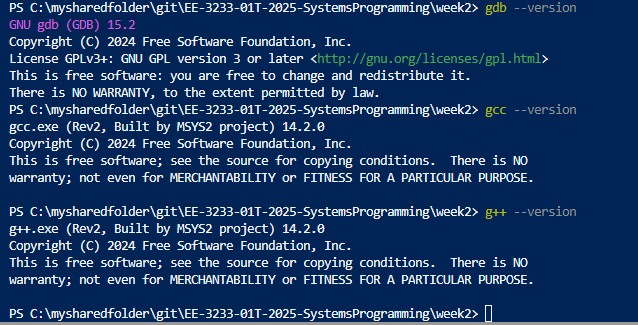 PS C:\mysharedfolder\git\EE-3233-01T-2025-SystemsProgramming\week2> gdb --version
GNU gdb (GDB) 15.2
Copyright (C) 2024 Free Software Foundation, Inc.
License GPLv3+: GNU GPL version 3 or later <http://gnu.org/licenses/gpl.html>
This is free software: you are free to change and redistribute it.
There is NO WARRANTY, to the extent permitted by law.
PS C:\mysharedfolder\git\EE-3233-01T-2025-SystemsProgramming\week2> gcc --version
gcc.exe (Rev2, Built by MSYS2 project) 14.2.0
Copyright (C) 2024 Free Software Foundation, Inc.
This is free software; see the source for copying conditions.  There is NO
warranty; not even for MERCHANTABILITY or FITNESS FOR A PARTICULAR PURPOSE.
PS C:\mysharedfolder\git\EE-3233-01T-2025-SystemsProgramming\week2> g++ --version
g++.exe (Rev2, Built by MSYS2 project) 14.2.0
Copyright (C) 2024 Free Software Foundation, Inc.
This is free software; see the source for copying conditions.  There is NO
warranty; not even for MERCHANTABILITY or FITNESS FOR A PARTICULAR PURPOSE.
PS C:\mysharedfolder\git\EE-3233-01T-2025-SystemsProgramming\week2>